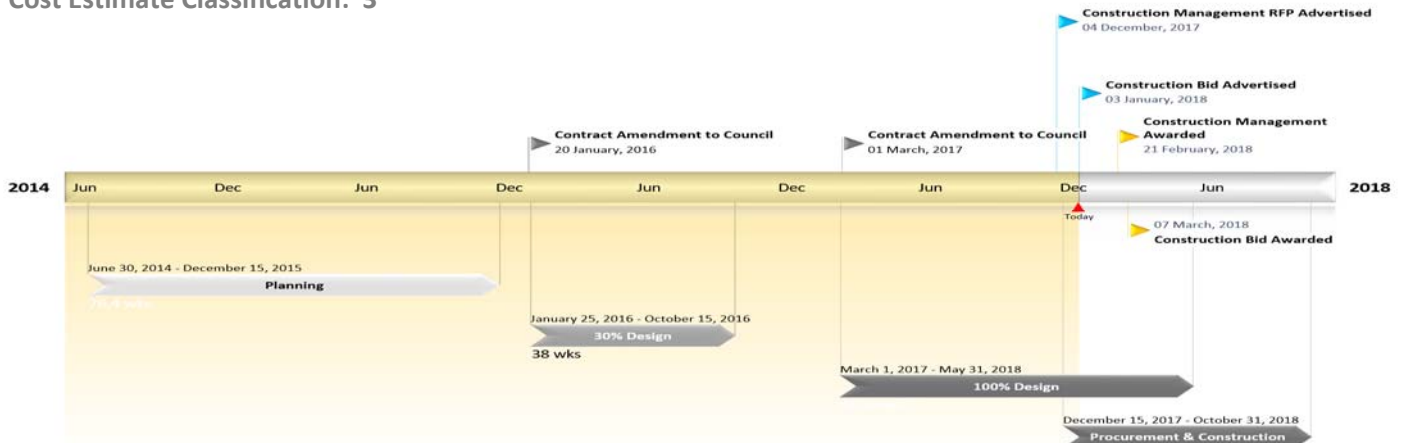 Cost Estimate Classification: 3
Construction Management RFP Advertised
04 December, 2017
Construction Bid Advertised
03 January, 2018
Construction Management
Awarded
21 February, 2018
Contract Amendment to Council
20 January, 2016
Contract Amendment to Council
01 March, 2017
2014 Jun Dec Jun Dec Jun Dec Jun Dec Jun 2018
Today
07 March, 2018
Construction Bid Awarded
June 30, 2014 - December 15, 2015
Planning
January 25, 2016 - October 15, 2016
30% Design
38 wks
March 1, 2017 - May 31, 2018
100% Design
December 15, 2017 - October 31, 2018
Procurement & Construction